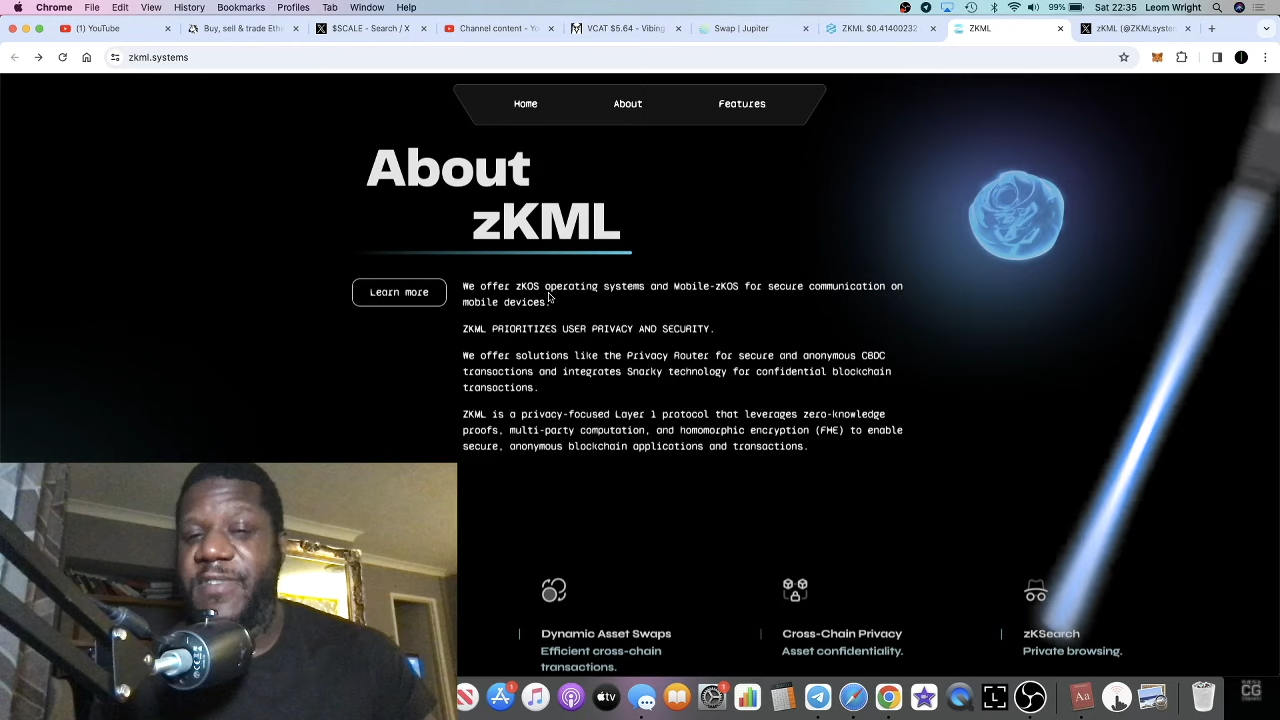 Chrome File Edit View History Bookmarks Profiles Tab Window Help 99% Sat 22:35 Leom Wright
(1) YouTube Buy, sell & trade Ethe $SCALE - Search / X Channel content - Yo VCAT $5.64 - Vibing Swap | Jupiter ZKML $0.41400232 ZKML zKML (@ZKMLsystem
zkml.systems
Home About Features
About
zKML
Learn more
We offer zKOS operating systems and Mobile-zKOS for secure communication on
mobile devices.
ZKML PRIORITIZES USER PRIVACY AND SECURITY.
We offer solutions like the Privacy Router for secure and anonymous CBDC
transactions and integrates Snarky technology for confidential blockchain
transactions.
ZKML is a privacy-focused Layer 1 protocol that leverages zero-knowledge
proofs, multi-party computation, and homomorphic encryption (FHE) to enable
secure, anonymous blockchain applications and transactions.
Dynamic Asset Swaps
Efficient cross-chain
transactions.
Cross-Chain Privacy
Asset confidentiality.
zKSearch
Private browsing.
tv
CG